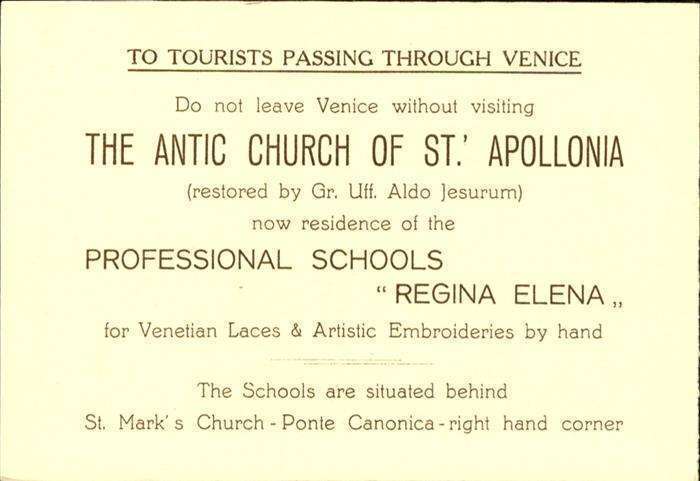 TO TOURISTS PASSING THROUGH VENICE
Do not leave Venice without visiting
THE ANTIC CHURCH OF ST.' APOLLONIA
(restored by Gr. Uff. Aldo Jesurum)
now residence of the
PROFESSIONAL SCHOOLS
“ REGINA ELENA „
for Venetian Laces & Artistic Embroideries by hand
The Schools are situated behind
St. Mark's Church - Ponte Canonica - right hand corner